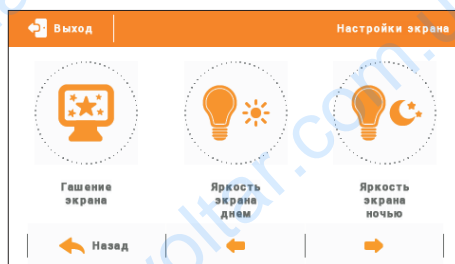 Выход
Настройки экрана
Гашение
экрана
Яркость
экрана
днем
Яркость
экрана
ночью
Назад